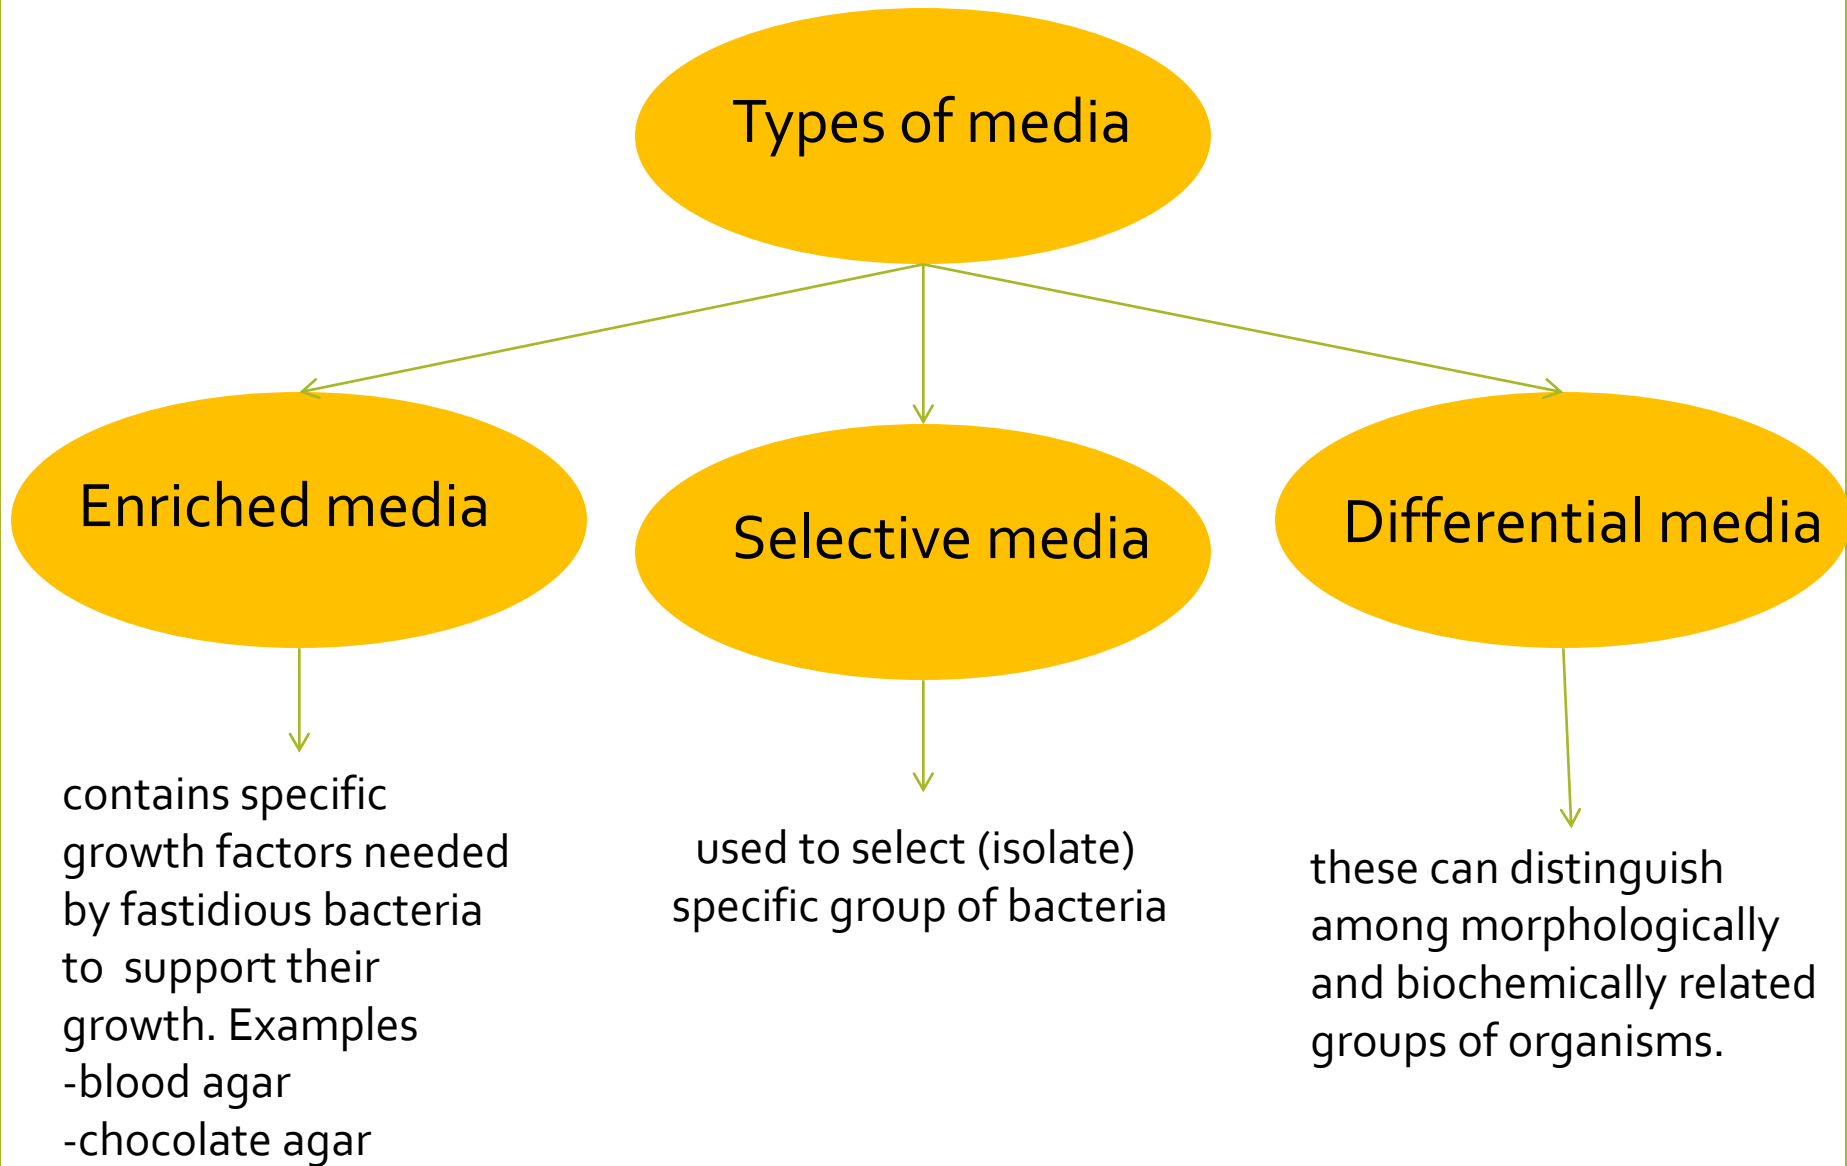 Types of media
Enriched media
Selective media
Differential media
contains specific
growth factors needed
by fastidious bacteria
to  support their
growth. Examples
-blood agar
-chocolate agar
used to select (isolate)
specific group of bacteria
these can distinguish
among morphologically
and biochemically related
groups of organisms.